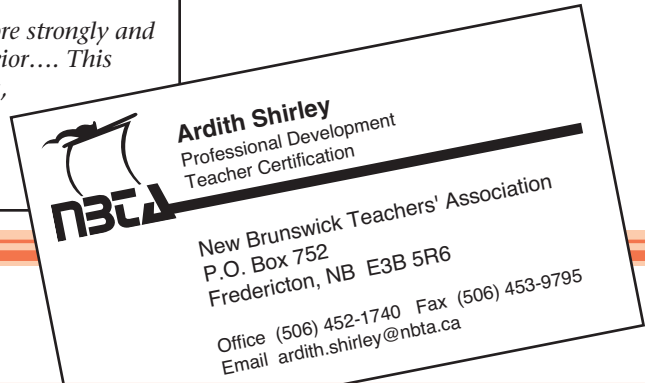 re strongly and
rior.... This
,
Ardith Shirley
Professional Development
Teacher Certification
NBTA
New Brunswick Teachers' Association
P.O. Box 752
Fredericton, NB E3B 5R6
Office (506) 452-1740 Fax (506) 453-9795
Email ardith.shirley@nbta.ca